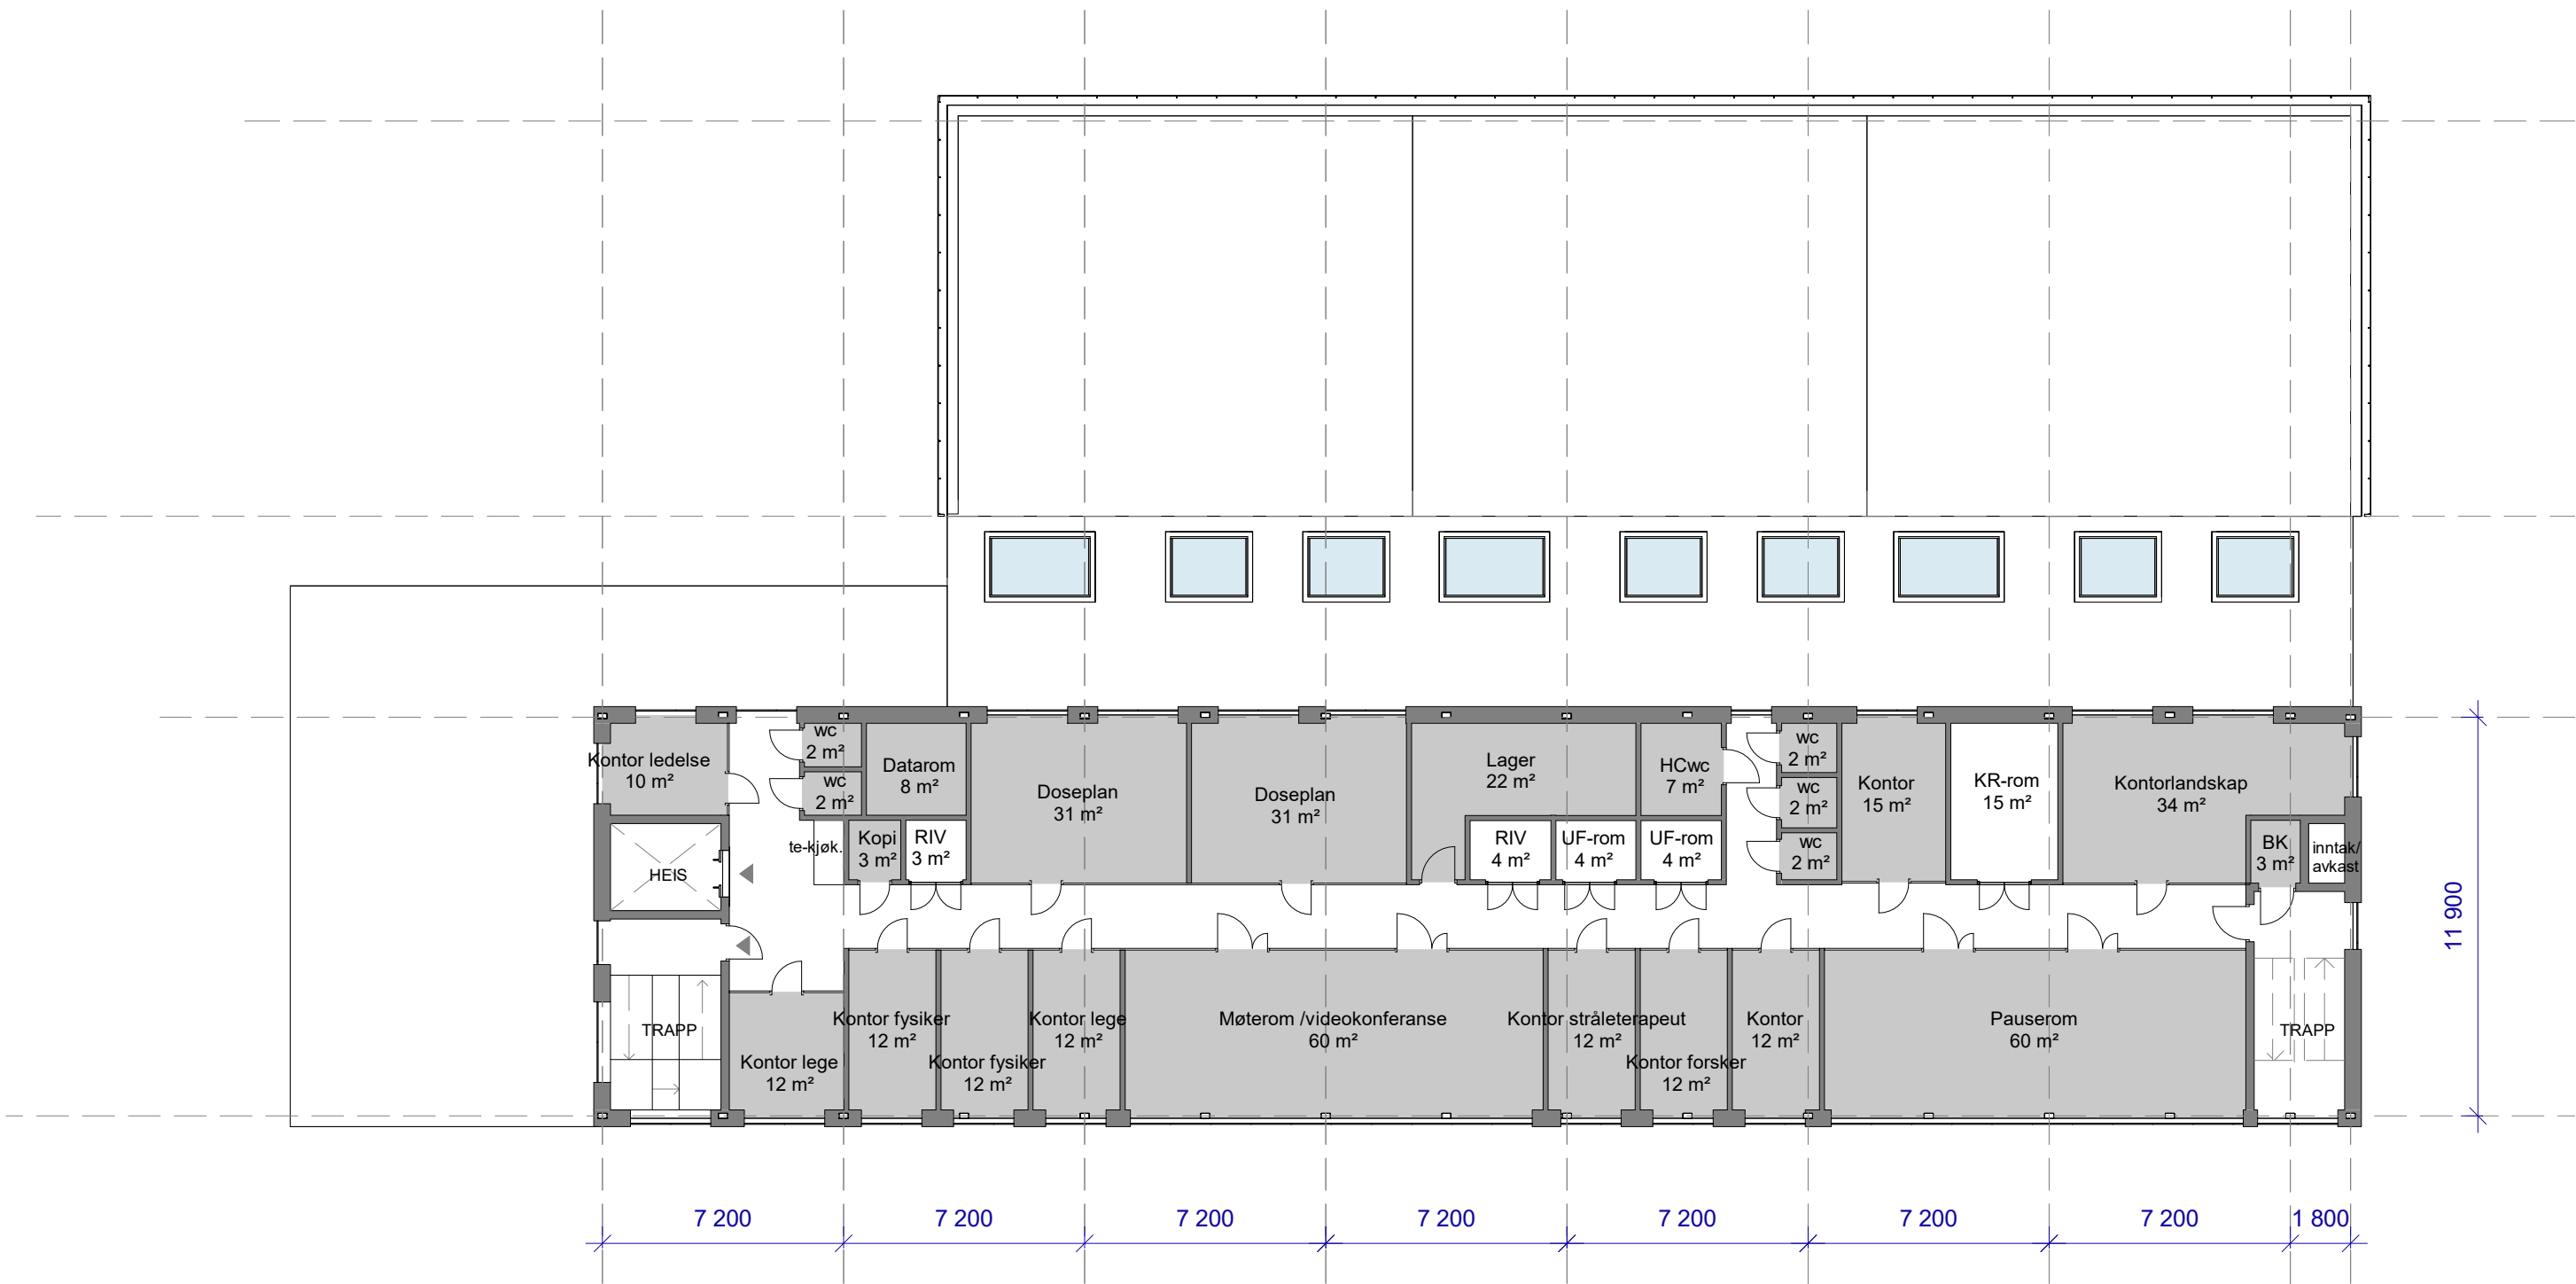 Kontor ledelse
10 m²
wc
2 m²
wc
2 m²
Datarom
8 m²
Doseplan
31 m²
Doseplan
31 m²
Lager
22 m²
HCwc
7 m²
wc
2 m²
wc
2 m²
wc
2 m²
Kontor
15 m²
KR-rom
15 m²
Kontorlandskap
34 m²
HEIS
te-kjøk.
Kopi
3 m²
RIV
3 m²
RIV
4 m²
UF-rom
4 m²
UF-rom
4 m²
BK
3 m²
inntak/
avkast
TRAPP
Kontor lege
12 m²
Kontor fysiker
12 m²
Kontor fysiker
12 m²
Kontor lege
12 m²
Møterom /videokonferanse
60 m²
Kontor stråleterapeut
12 m²
Kontor forsker
12 m²
Kontor
12 m²
Pauserom
60 m²
TRAPP
11 900
7 200
7 200
7 200
7 200
7 200
7 200
7 200
1 800